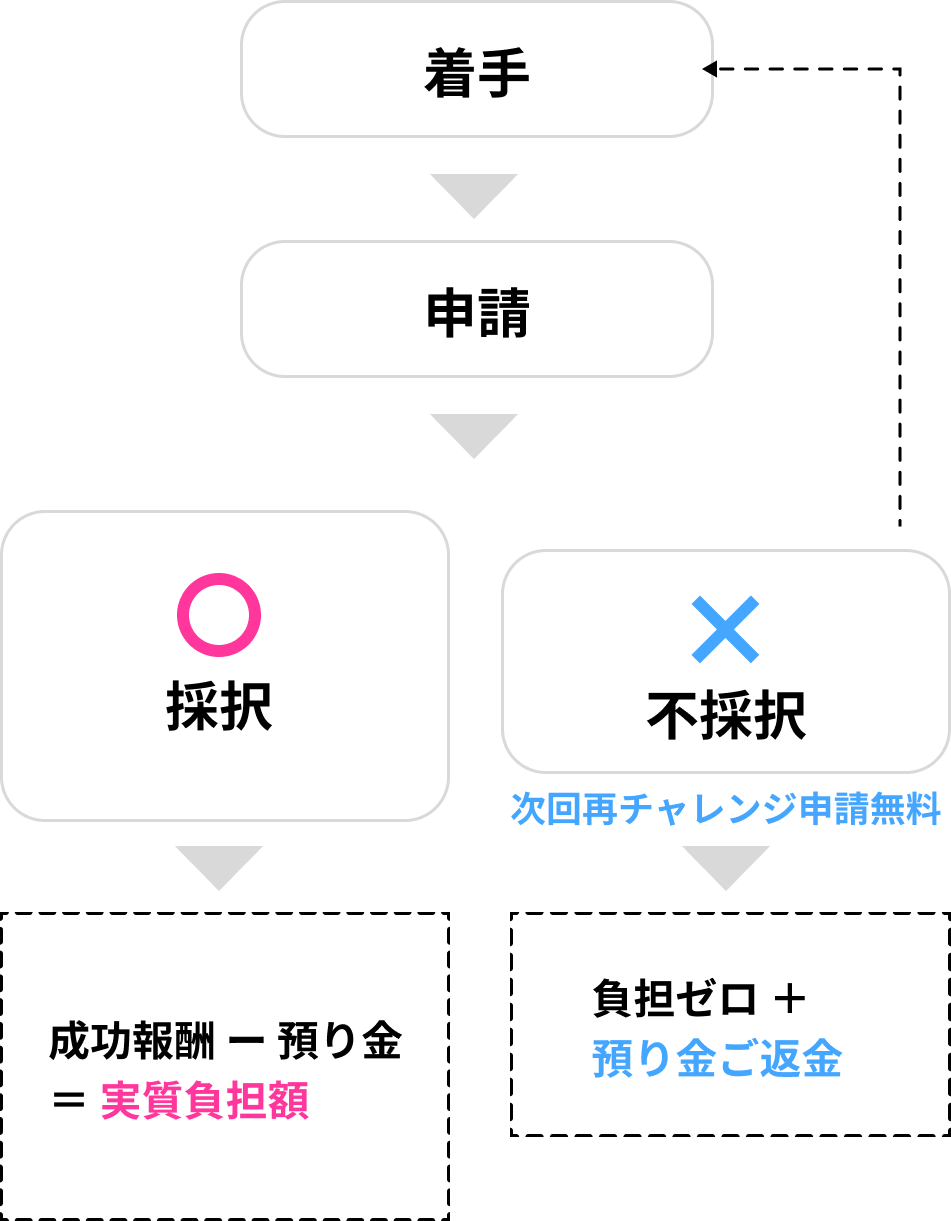 着手
申請
採択
不採択
次回再チャレンジ申請無料
成功報酬 ー 預り金
＝ 実質負担額
負担ゼロ ＋
預り金ご返金